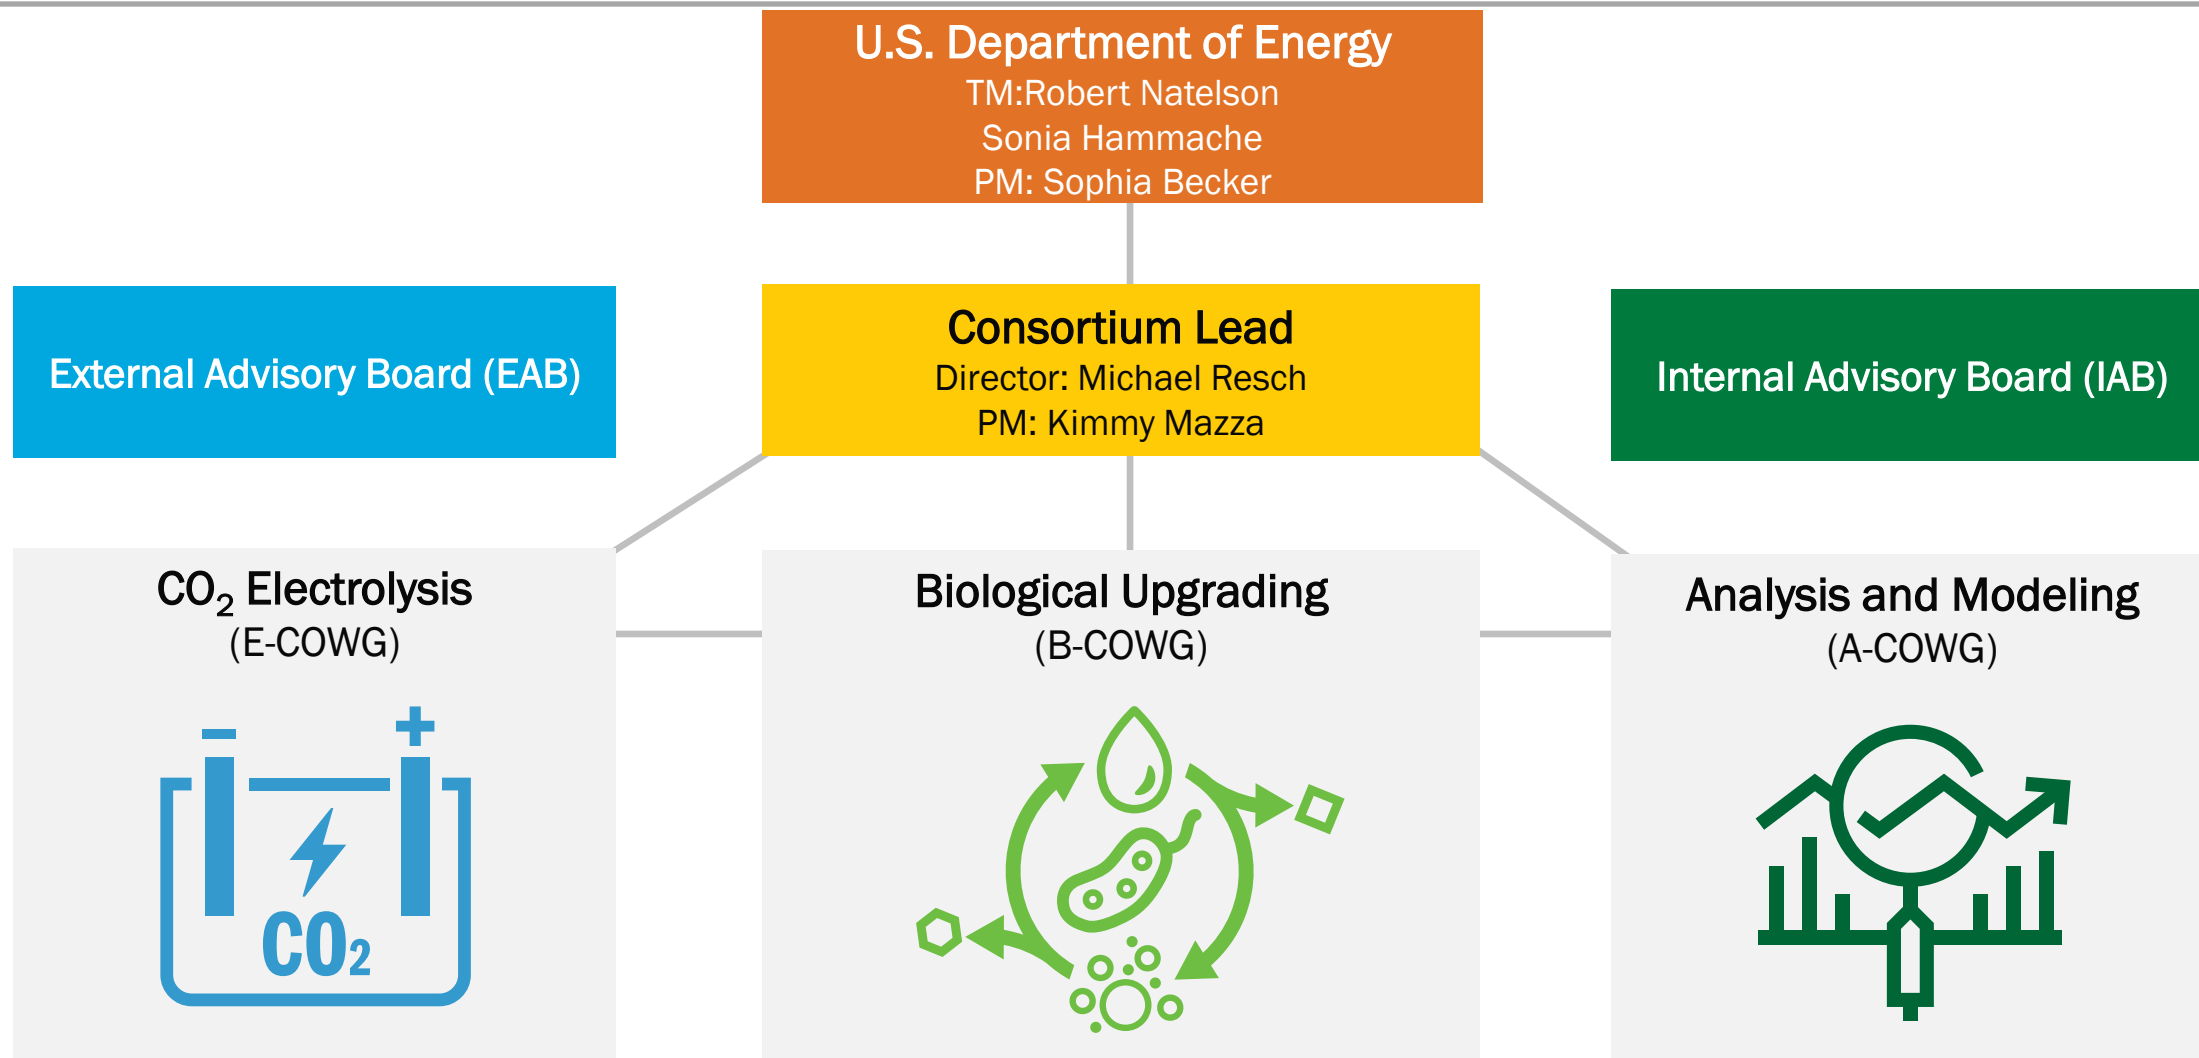 U.S. Department of Energy
TM:Robert Natelson
Sonia Hammache
PM: Sophia Becker
External Advisory Board (EAB)
Consortium Lead
Director: Michael Resch
PM: Kimmy Mazza
Internal Advisory Board (IAB)
CO₂ Electrolysis
(E-COWG)
CO₂
Biological Upgrading
(B-COWG)
Analysis and Modeling
(A-COWG)